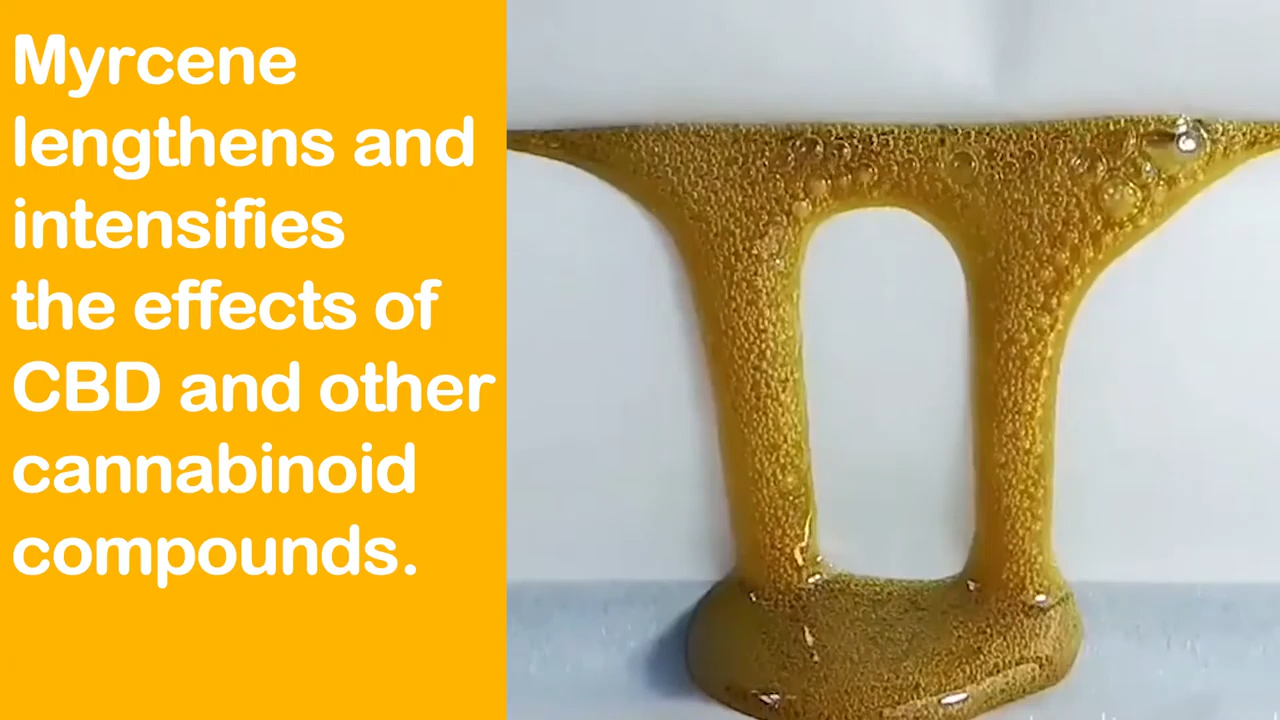 Myrcene
lengthens and
intensifies
the effects of
CBD and other
cannabinoid
compounds.